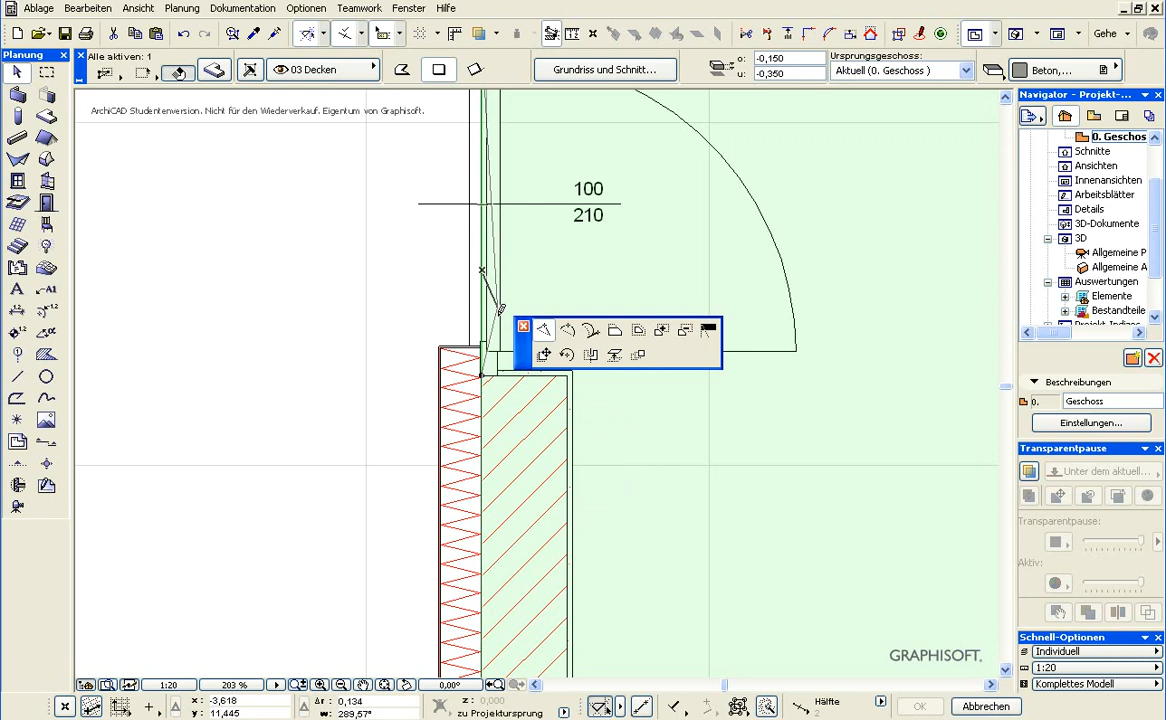 Ablage Bearbeiten Ansicht Planung Dokumentation Optionen Teamwork Fenster Hilfe
Gehe
Planung
Alle aktiven: 1
03 Decken
Grundriss und Schnitt...
o: -0,150
u: -0,350
Ursprungsgeschoss:
Aktuell (0. Geschoss )
Beton,...
ArchiCAD Studentenversion. Nicht für den Wiederverkauf. Eigentum von Graphisoft.
100
210
GRAPHISOFT.
Navigator - Projekt-...
0. Geschos
Schnitte
Ansichten
Innenansichten
Arbeitsblätter
Details
3D-Dokumente
3D
Allgemeine P
Allgemeine A
Auswertungen
Elemente
Bestandteile
Projekt-Indizes
Beschreibungen
0. Geschoss
Einstellungen...
Transparentpause
Unter dem aktuell...
Transparentpause:
Aktiv:
Schnell-Optionen
Individuell
1:20
Komplettes Modell
1:20 203 % 0,00°
x: -3,618
y: 11,445
Δr: 0,134
w: 289,57°
z: 0,000
zu Projektursprung
Hälfte
2
OK
Abbrechen